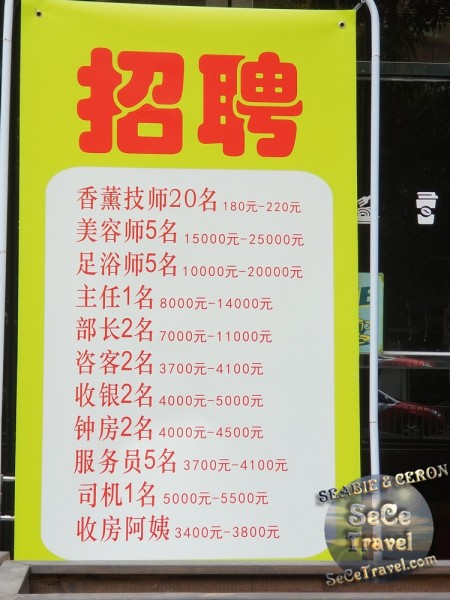 招聘
香薰技师20名 180元-220元
美容师5名 15000元-25000元
足浴师5名 10000元-20000元
主任1名 8000元-14000元
部长2名 7000元-11000元
咨客2名 3700元-4100元
收银2名 4000元-5000元
钟房2名 4000元-4500元
服务员5名 3700元-4100元
司机1名 5000元-5500元
收房阿姨 3400元-3800元
SEABIE & CERON
SeCe
Travel
SeCeTravel.com